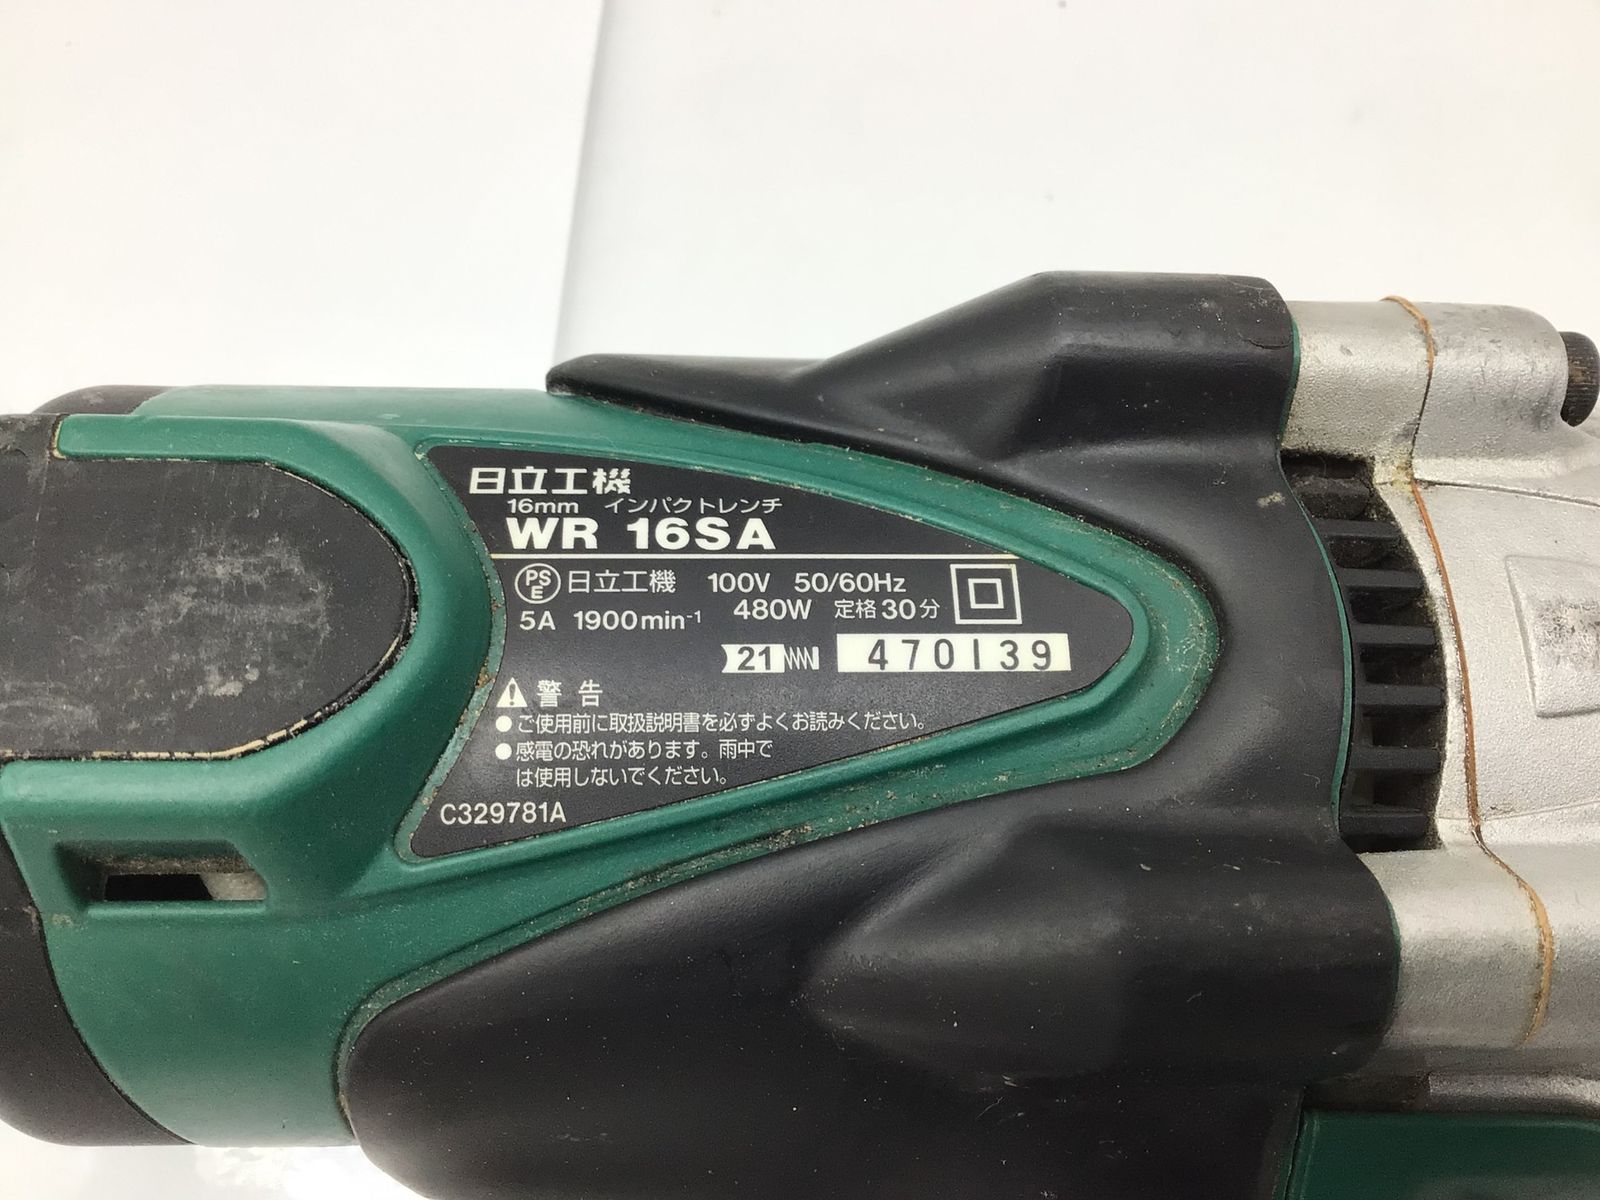 日立工機
16mm インパクトレンチ
WR 16SA
PSE 日立工機 100V 50/60Hz
5A 1900min⁻¹ 480W 定格30分
21 470139
警告
●ご使用前に取扱説明書を必ずよくお読みください。
●感電の恐れがあります。雨中で
は使用しないでください。
C329781A